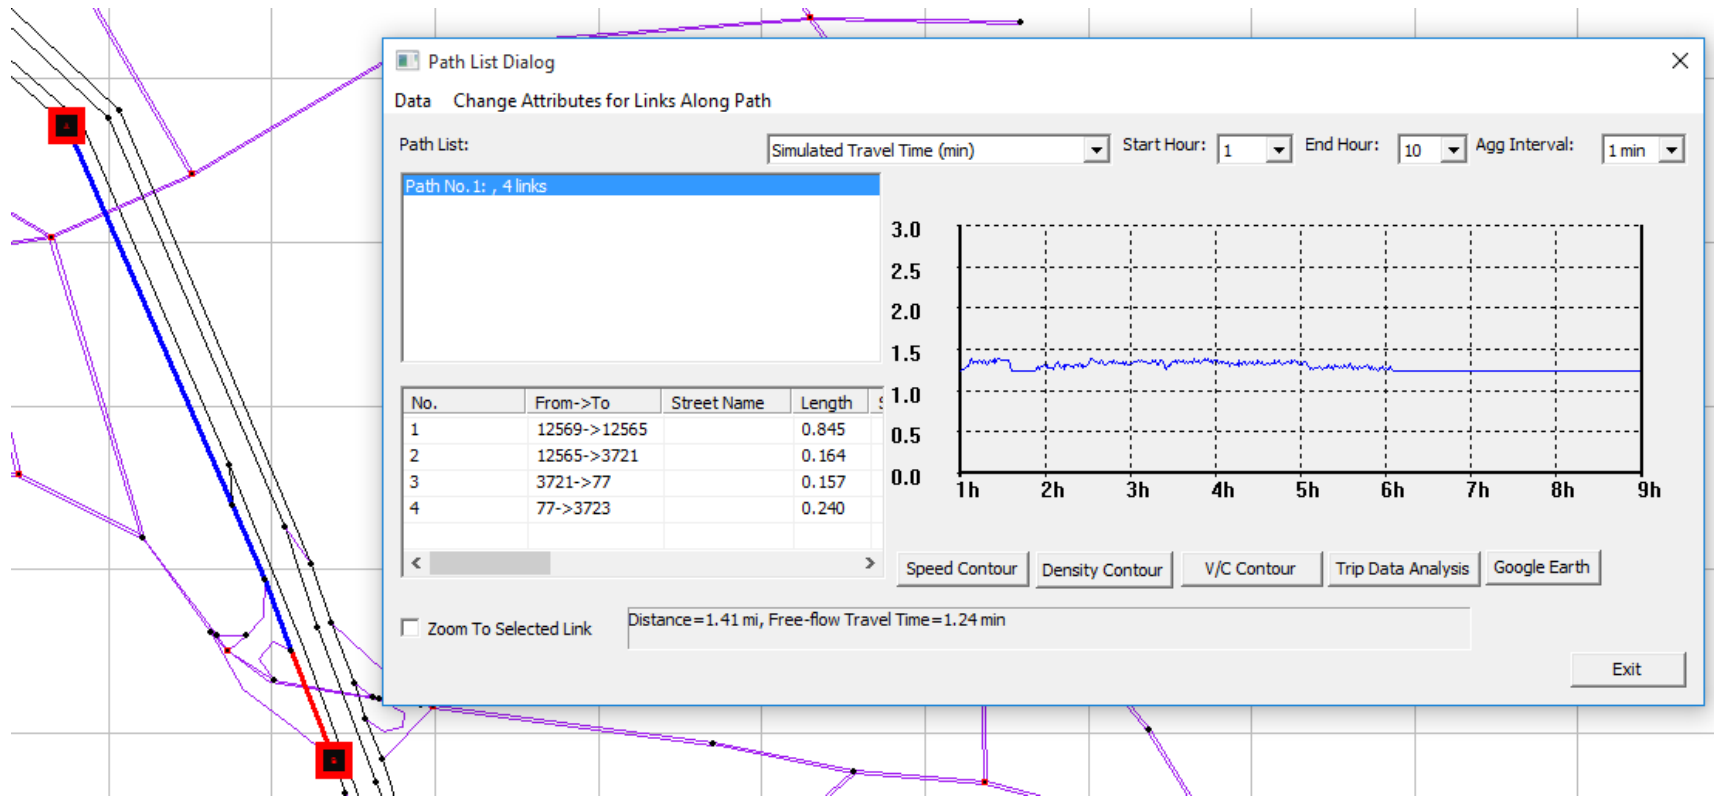 Path List Dialog
Data Change Attributes for Links Along Path
Path List: Simulated Travel Time (min) Start Hour: 1 End Hour: 10 Agg Interval: 1 min
Path No.1: , 4 links
3.0
2.5
2.0
1.5
1.0
0.5
0.0
1h 2h 3h 4h 5h 6h 7h 8h 9h
No. From->To Street Name Length
1 12569->12565 0.845
2 12565->3721 0.164
3 3721->77 0.157
4 77->3723 0.240
Speed Contour Density Contour V/C Contour Trip Data Analysis Google Earth
Zoom To Selected Link Distance=1.41 mi, Free-flow Travel Time=1.24 min
Exit